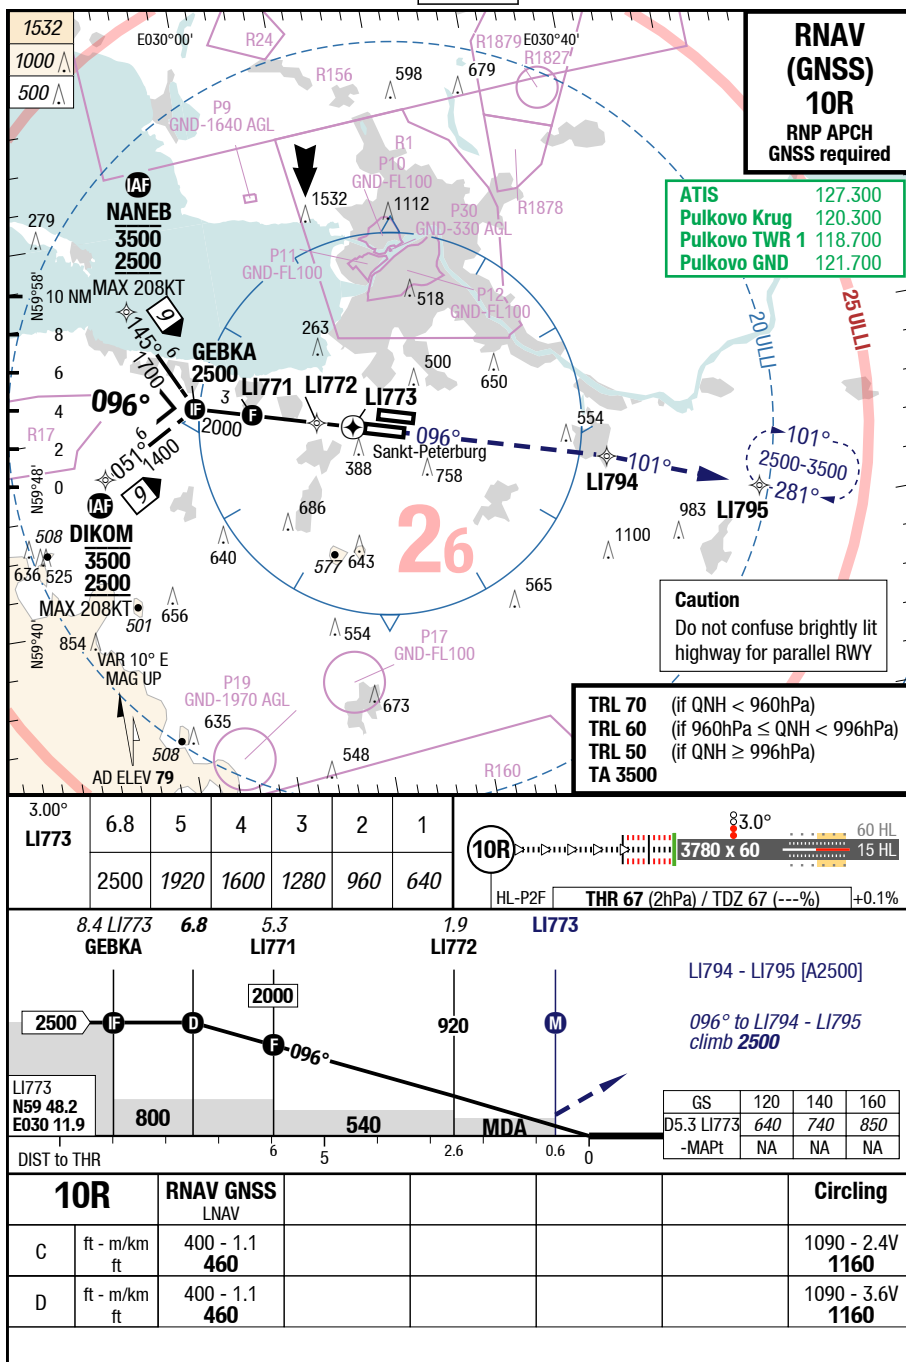 1532
1000
500
E030°00'
R24
R1879
E030°40'
R1827
RNAV
(GNSS)
10R
RNP APCH
GNSS required
R156
598
679
P9
GND-1640 AGL
R1
P10
GND-FL100
ATIS 127.300
Pulkovo Krug 120.300
Pulkovo TWR 1 118.700
Pulkovo GND 121.700
IAF
NANEB
3500
2500
MAX 208KT
279
1532
1112
P30
GND-330 AGL
R1878
P11
GND-FL100
P12
GND-FL100
518
N59°58'
10 NM
8
6
4
2
0
25 ULLI
20 ULLI
9
145°
6
1700
263
500
650
GEBKA
2500
LI771
LI772
LI773
096°
IF
3
F
2000
R17
6
051°
1400
9
Sankt-Peterburg
096°
388
758
554
101°
LI794
101°
2500-3500
281°
LI795
N59°48'
IAF
DIKOM
3500
2500
MAX 208KT
508
636
525
501
656
640
686
577
643
26
565
1100
983
N59°40'
854
VAR 10° E
MAG UP
554
P17
GND-FL100
673
P19
GND-1970 AGL
635
508
548
R160
AD ELEV 79
Caution
Do not confuse brightly lit
highway for parallel RWY
TRL 70 (if QNH < 960hPa)
TRL 60 (if 960hPa ≤ QNH < 996hPa)
TRL 50 (if QNH ≥ 996hPa)
TA 3500
3.00°
LI773 6.8 5 4 3 2 1
2500 1920 1600 1280 960 640
10R
3.0°
3780 x 60
60 HL
15 HL
HL-P2F THR 67 (2hPa) / TDZ 67 (---%) +0.1%
8.4 LI773 6.8 5.3 1.9 LI773
GEBKA LI771 LI772
2000
2500 IF D F 920 M
096°
LI794 - LI795 [A2500]
096° to LI794 - LI795
climb 2500
LI773
N59 48.2
E030 11.9
800 540 MDA
DIST to THR 6 5 2.6 0.6 0
GS 120 140 160
D5.3 LI773 640 740 850
-MAPt NA NA NA
10R RNAV GNSS Circling
LNAV
C ft - m/km 400 - 1.1 1090 - 2.4V
ft 460 1160
D ft - m/km 400 - 1.1 1090 - 3.6V
ft 460 1160